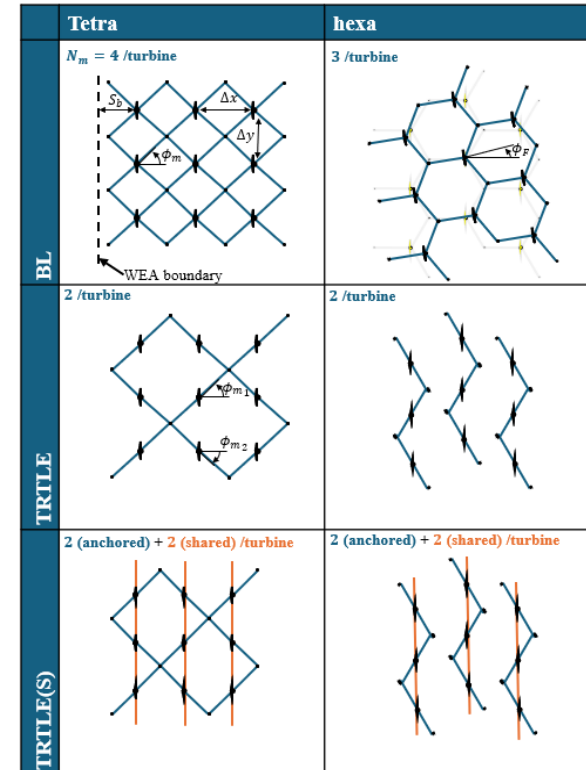 Tetra
hexa
BL
N_m = 4 /turbine
S_b
Δx
Δy
ϕ_m
WEA boundary
3 /turbine
ϕ_F
TRTLE
2 /turbine
ϕ_m1
ϕ_m2
2 /turbine
TRTLE(S)
2 (anchored) + 2 (shared) /turbine
2 (anchored) + 2 (shared) /turbine